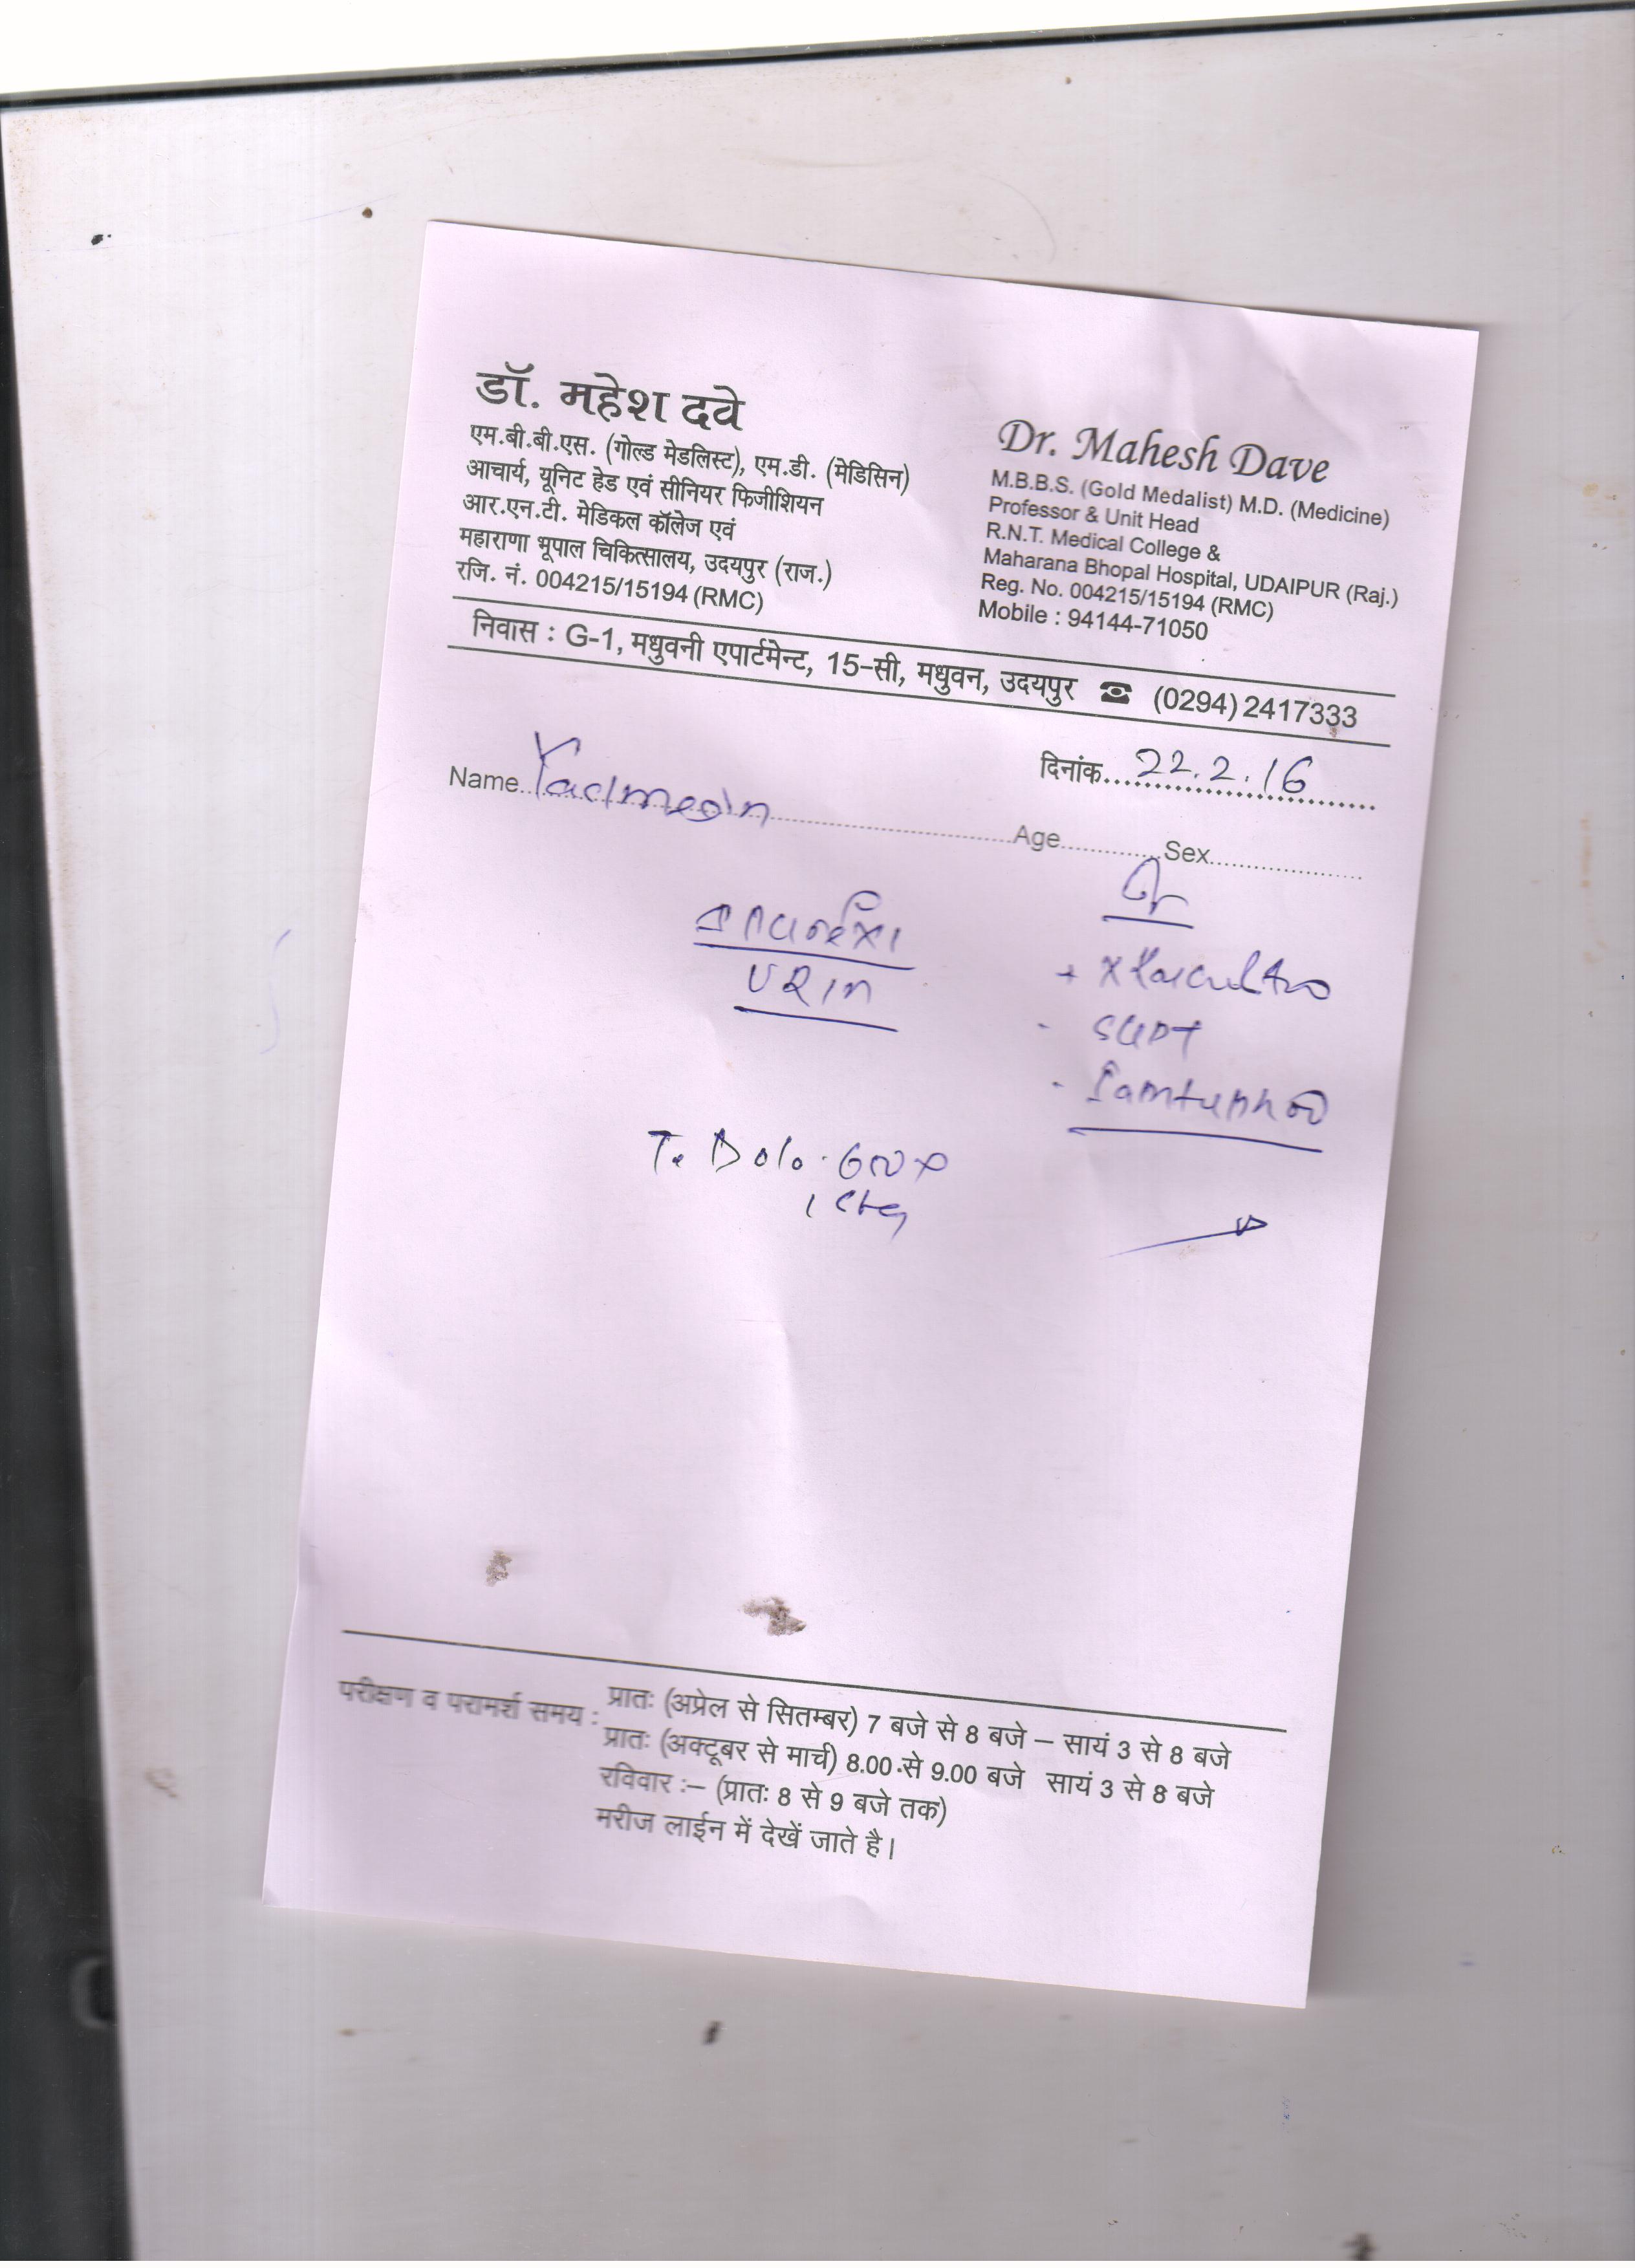 डॉ. महेश दवे
एम.बी.बी.एस. (गोल्ड मेडलिस्ट), एम.डी. (मेडिसिन)
आचार्य, यूनिट हेड एवं सीनियर फिजीशियन
आर.एन.टी. मेडिकल कॉलेज एवं
महाराणा भूपाल चिकित्सालय, उदयपुर (राज.)
रजि. नं. 004215/15194 (RMC)
Dr. Mahesh Dave
M.B.B.S. (Gold Medalist) M.D. (Medicine)
Professor & Unit Head
R.N.T. Medical College &
Maharana Bhopal Hospital, UDAIPUR (Raj.)
Reg. No. 004215/15194 (RMC)
Mobile : 94144-71050
निवास : G-1, मधुवनी एपार्टमेन्ट, 15-सी, मधुवन, उदयपुर ☎ (0294) 2417333
दिनांक 22.2.16
Name Age Sex
T. Dolo
परीक्षण व परामर्श समय : प्रातः (अप्रेल से सितम्बर) 7 बजे से 8 बजे – सायं 3 से 8 बजे
प्रातः (अक्टूबर से मार्च) 8.00 से 9.00 बजे सायं 3 से 8 बजे
रविवार :– (प्रातः 8 से 9 बजे तक)
मरीज लाईन में देखें जाते है।